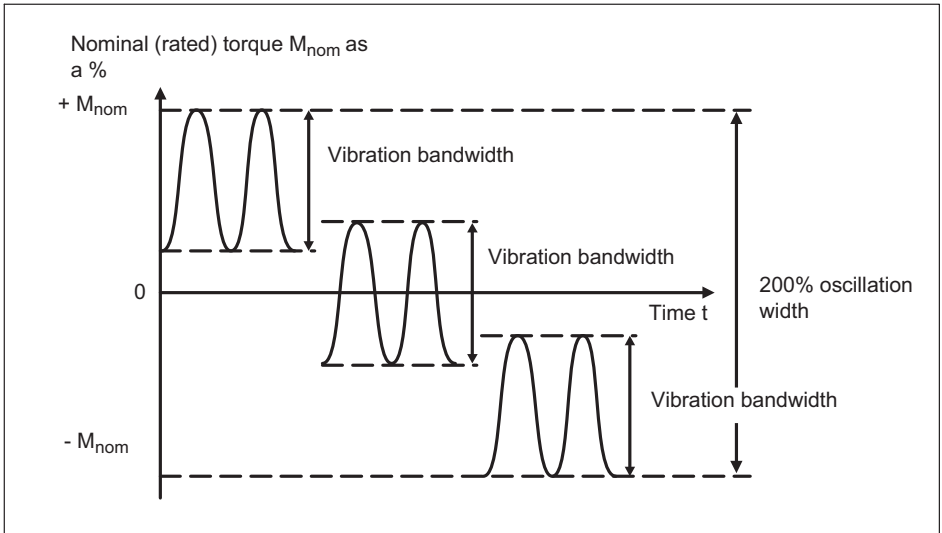 Nominal (rated) torque Mnom as
a %
+ Mnom
Vibration bandwidth
Vibration bandwidth
200% oscillation
width
0
Time t
Vibration bandwidth
- Mnom